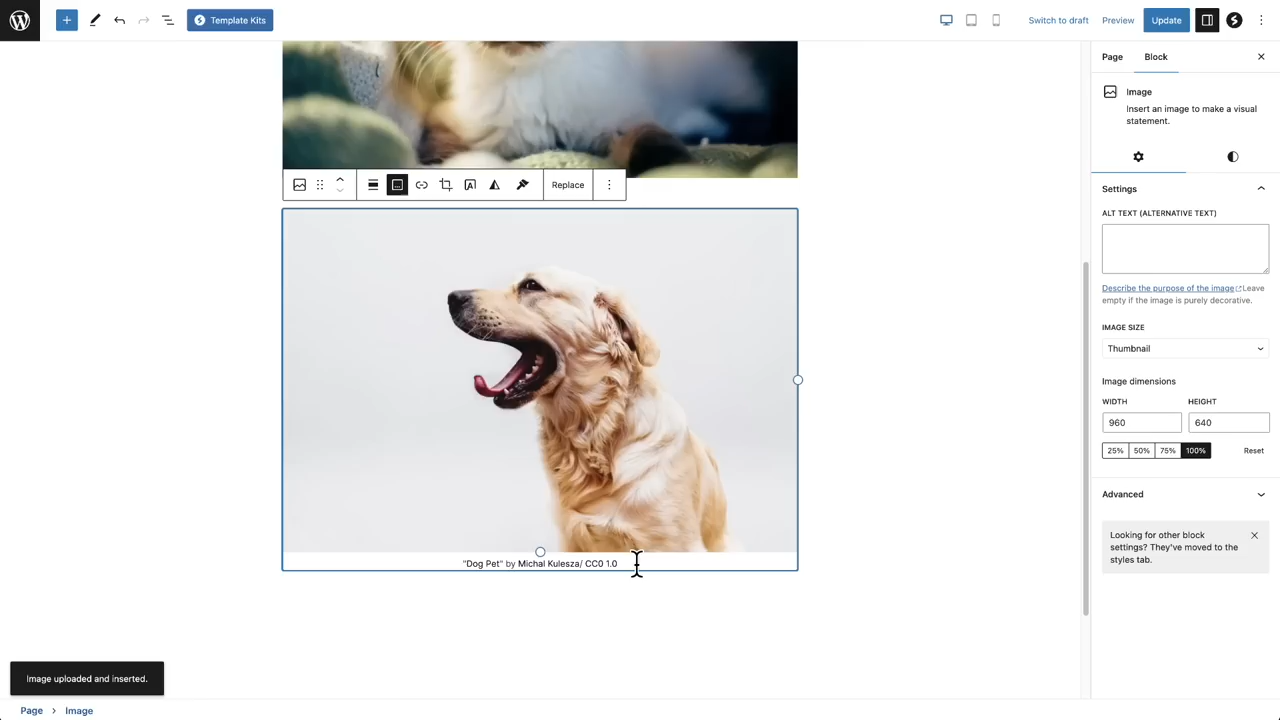 Template Kits
Switch to draft
Preview
Update
Page
Block
Image
Insert an image to make a visual
statement.
Settings
ALT TEXT (ALTERNATIVE TEXT)
Describe the purpose of the image Leave
empty if the image is purely decorative.
IMAGE SIZE
Thumbnail
Image dimensions
WIDTH
HEIGHT
960
640
25%
50%
75%
100%
Reset
Advanced
Looking for other block
settings? They've moved to the
styles tab.
Replace
"Dog Pet" by Michal Kulesza/ CC0 1.0
Image uploaded and inserted.
Page > Image